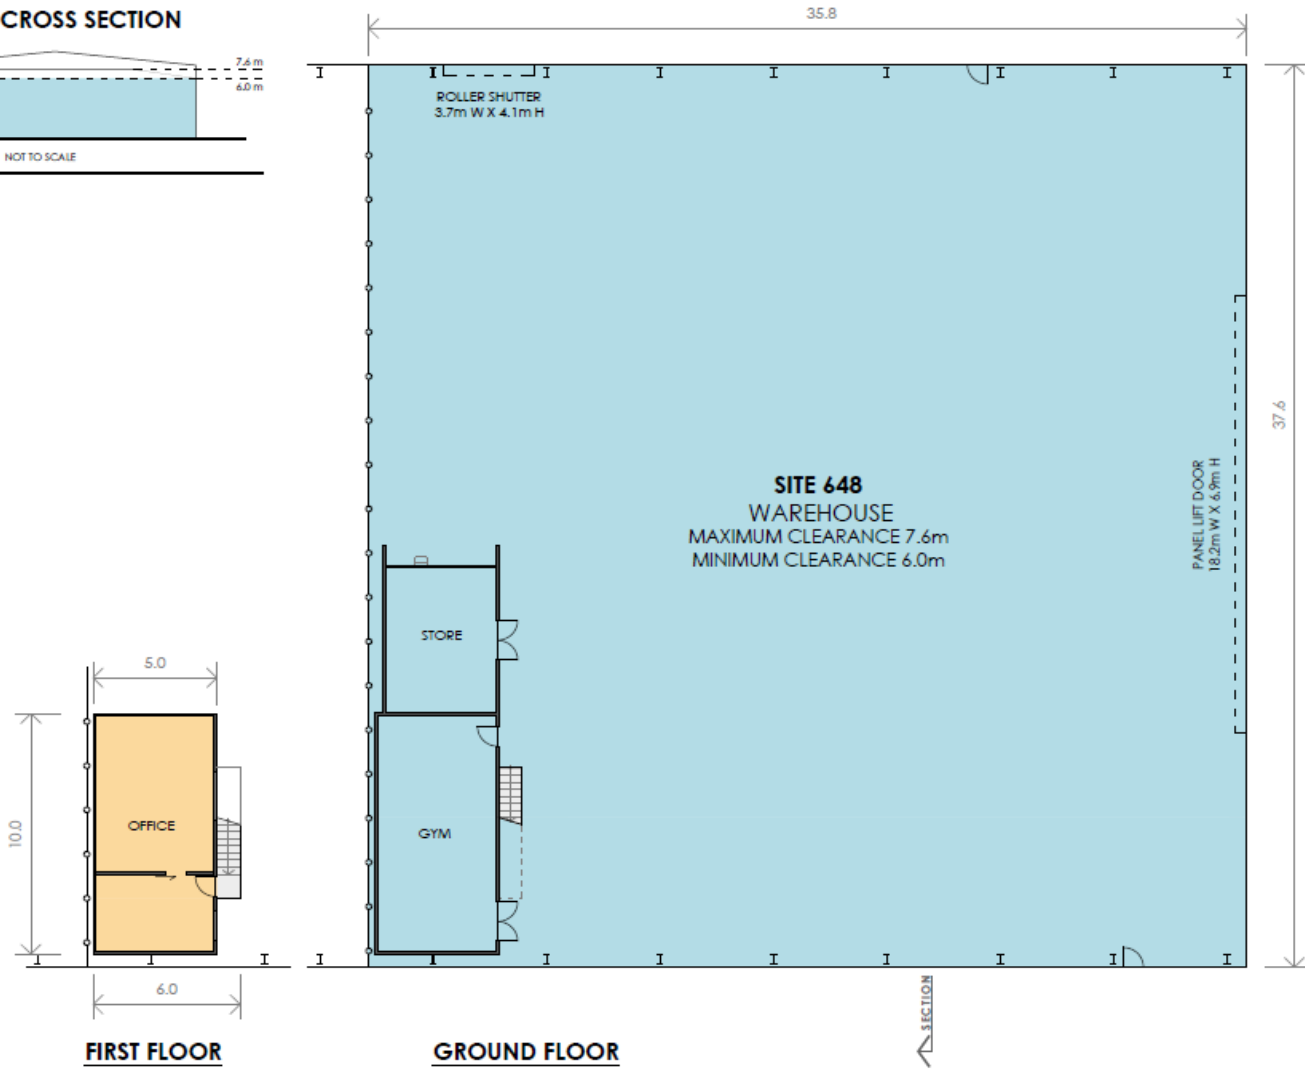 CROSS SECTION
7.6 m
6.0 m
NOT TO SCALE
35.8
ROLLER SHUTTER
3.7m W X 4.1m H
37.6
SITE 648
WAREHOUSE
MAXIMUM CLEARANCE 7.6m
MINIMUM CLEARANCE 6.0m
PANEL LIFT DOOR
18.2m W X 6.9m H
STORE
GYM
5.0
10.0
OFFICE
6.0
SECTION
FIRST FLOOR
GROUND FLOOR